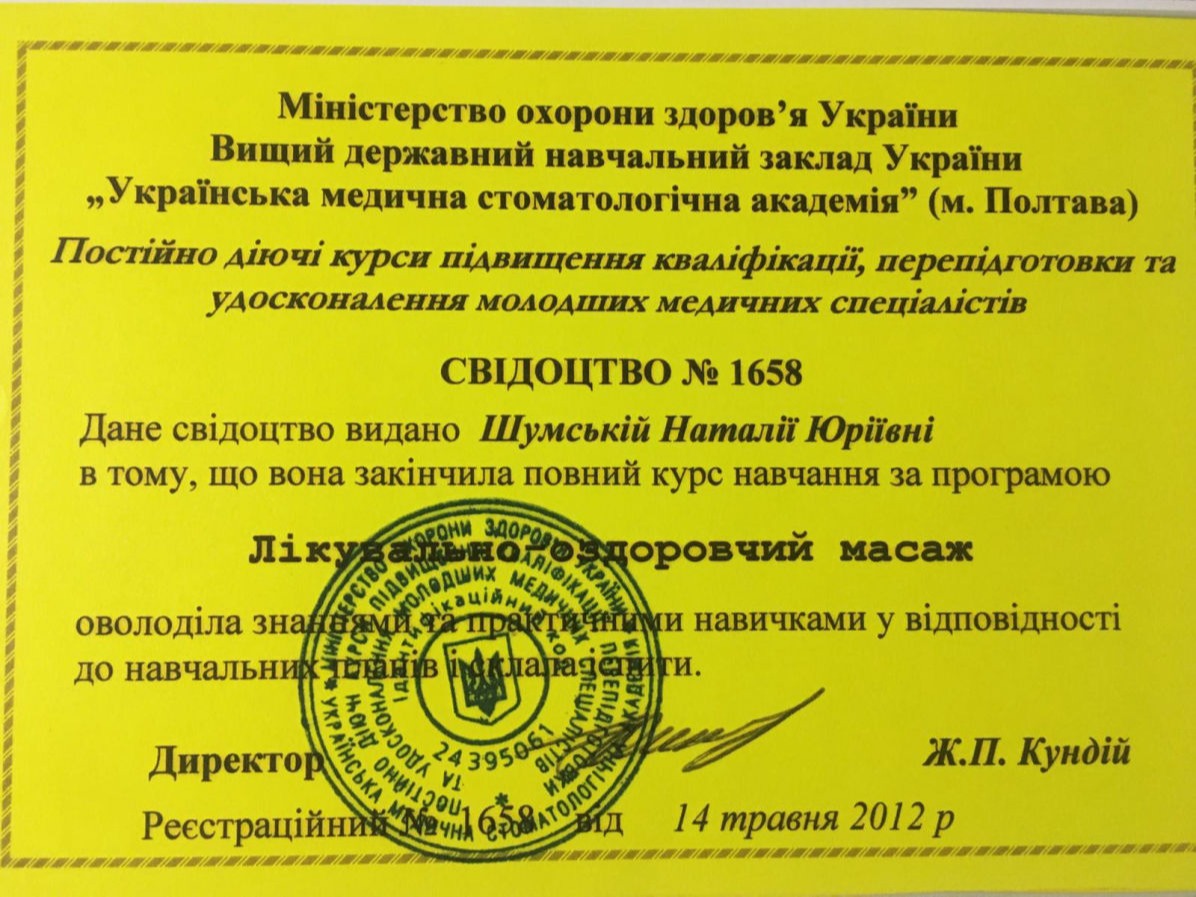 Міністерство охорони здоров’я України
Вищий державний навчальний заклад України
„Українська медична стоматологічна академія” (м. Полтава)
Постійно діючі курси підвищення кваліфікації, перепідготовки та
удосконалення молодших медичних спеціалістів
СВІДОЦТВО № 1658
Дане свідоцтво видано Шумській Наталії Юріївні
в тому, що вона закінчила повний курс навчання за програмою
Лікувально-оздоровчий масаж
оволоділа знаннями та практичними навичками у відповідності
до навчальних планів і склала іспити.
Директор Ж.П. Кундій
Реєстраційний № 1658 від 14 травня 2012 р
МІНІСТЕРСТВО ОХОРОНИ ЗДОРОВ'Я УКРАЇНИ
УКРАЇНСЬКА МЕДИЧНА СТОМАТОЛОГІЧНА АКАДЕМІЯ
ПОСТІЙНО ДІЮЧІ КУРСИ ПІДВИЩЕННЯ КВАЛІФІКАЦІЇ ПЕРЕПІДГОТОВКИ
ТА УДОСКОНАЛЕННЯ МОЛОДШИХ МЕДИЧНИХ СПЕЦІАЛІСТІВ
Ідентифікаційний код
24395061